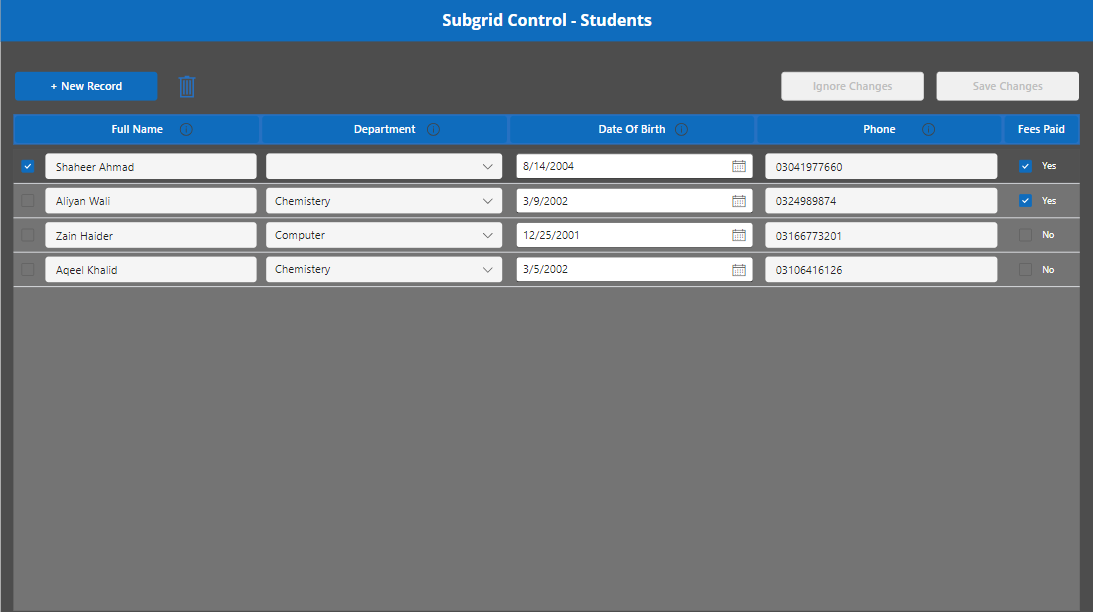 Subgrid Control - Students
+ New Record
Ignore Changes
Save Changes
Full Name
Department
Date Of Birth
Phone
Fees Paid
Shaheer Ahmad
8/14/2004
03041977660
Yes
Aliyan Wali
Chemistery
3/9/2002
0324989874
Yes
Zain Haider
Computer
12/25/2001
03166773201
No
Aqeel Khalid
Chemistery
3/5/2002
03106416126
No